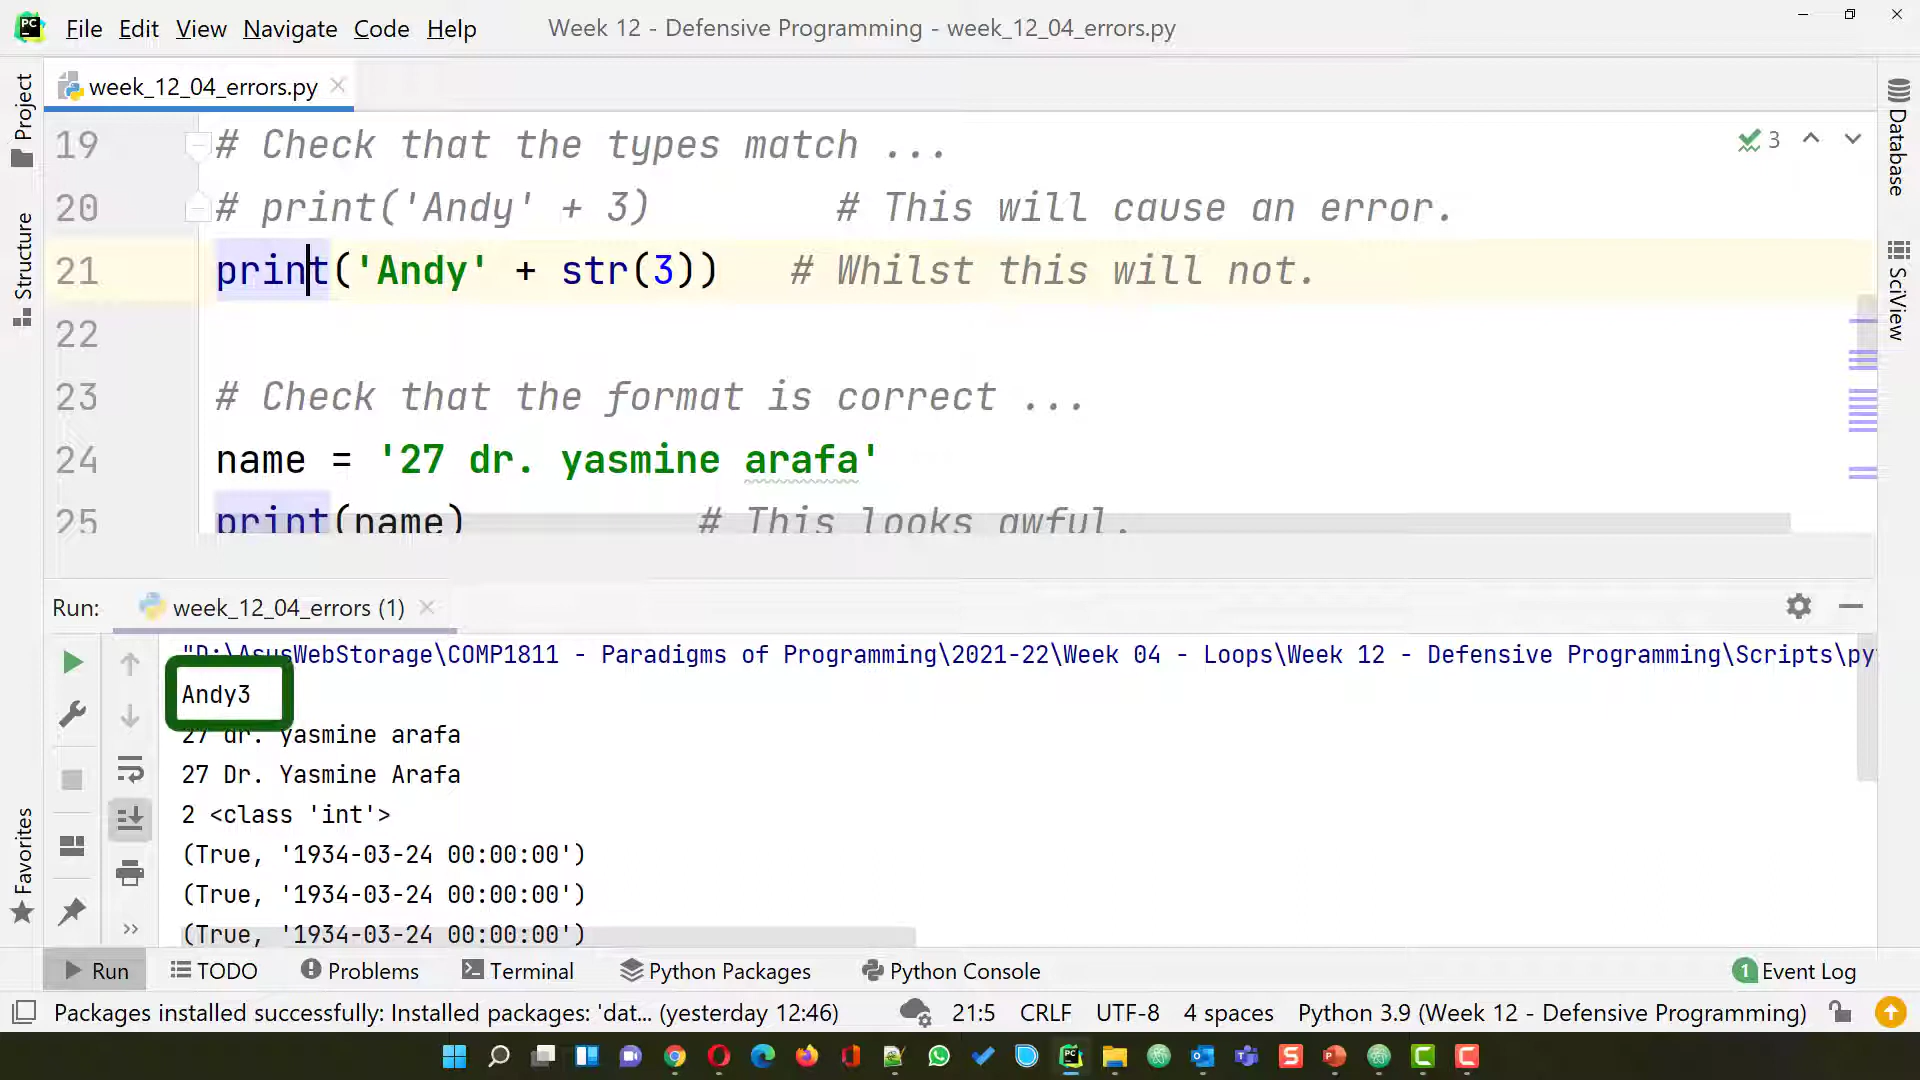 PC File Edit View Navigate Code Help Week 12 - Defensive Programming - week_12_04_errors.py
week_12_04_errors.py
Project
Structure
Favorites
Database
SciView
19 # Check that the types match ...
3
20 # print('Andy' + 3) # This will cause an error.
21 print('Andy' + str(3)) # Whilst this will not.
22
23 # Check that the format is correct ...
24 name = '27 dr. yasmine arafa'
25 print(name) # This looks awful.
Run: week_12_04_errors (1)
"D:\AsusWebStorage\COMP1811 - Paradigms of Programming\2021-22\Week 04 - Loops\Week 12 - Defensive Programming\Scripts\py
Andy3
27 dr. yasmine arafa
27 Dr. Yasmine Arafa
2 <class 'int'>
(True, '1934-03-24 00:00:00')
(True, '1934-03-24 00:00:00')
(True, '1934-03-24 00:00:00')
Run TODO Problems Terminal Python Packages Python Console 1 Event Log
Packages installed successfully: Installed packages: 'dat... (yesterday 12:46) 21:5 CRLF UTF-8 4 spaces Python 3.9 (Week 12 - Defensive Programming)